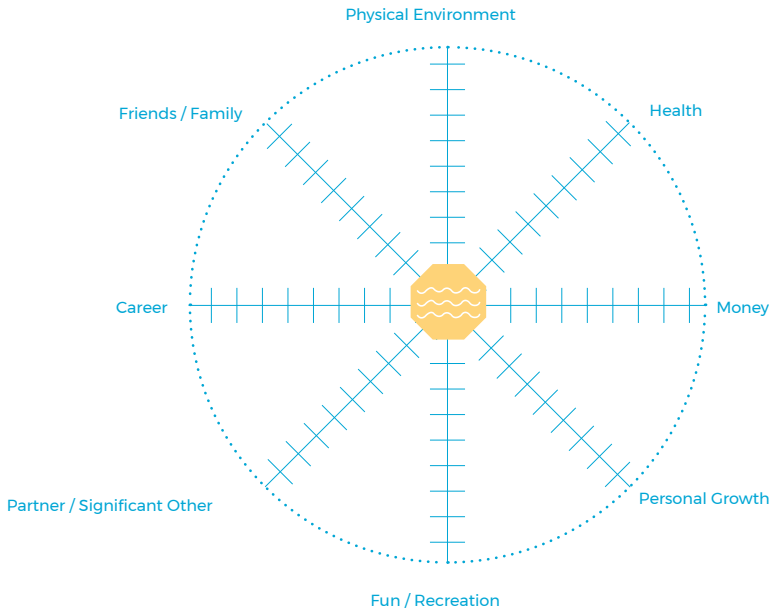 Physical Environment
Friends / Family
Health
Career
Money
Partner / Significant Other
Personal Growth
Fun / Recreation